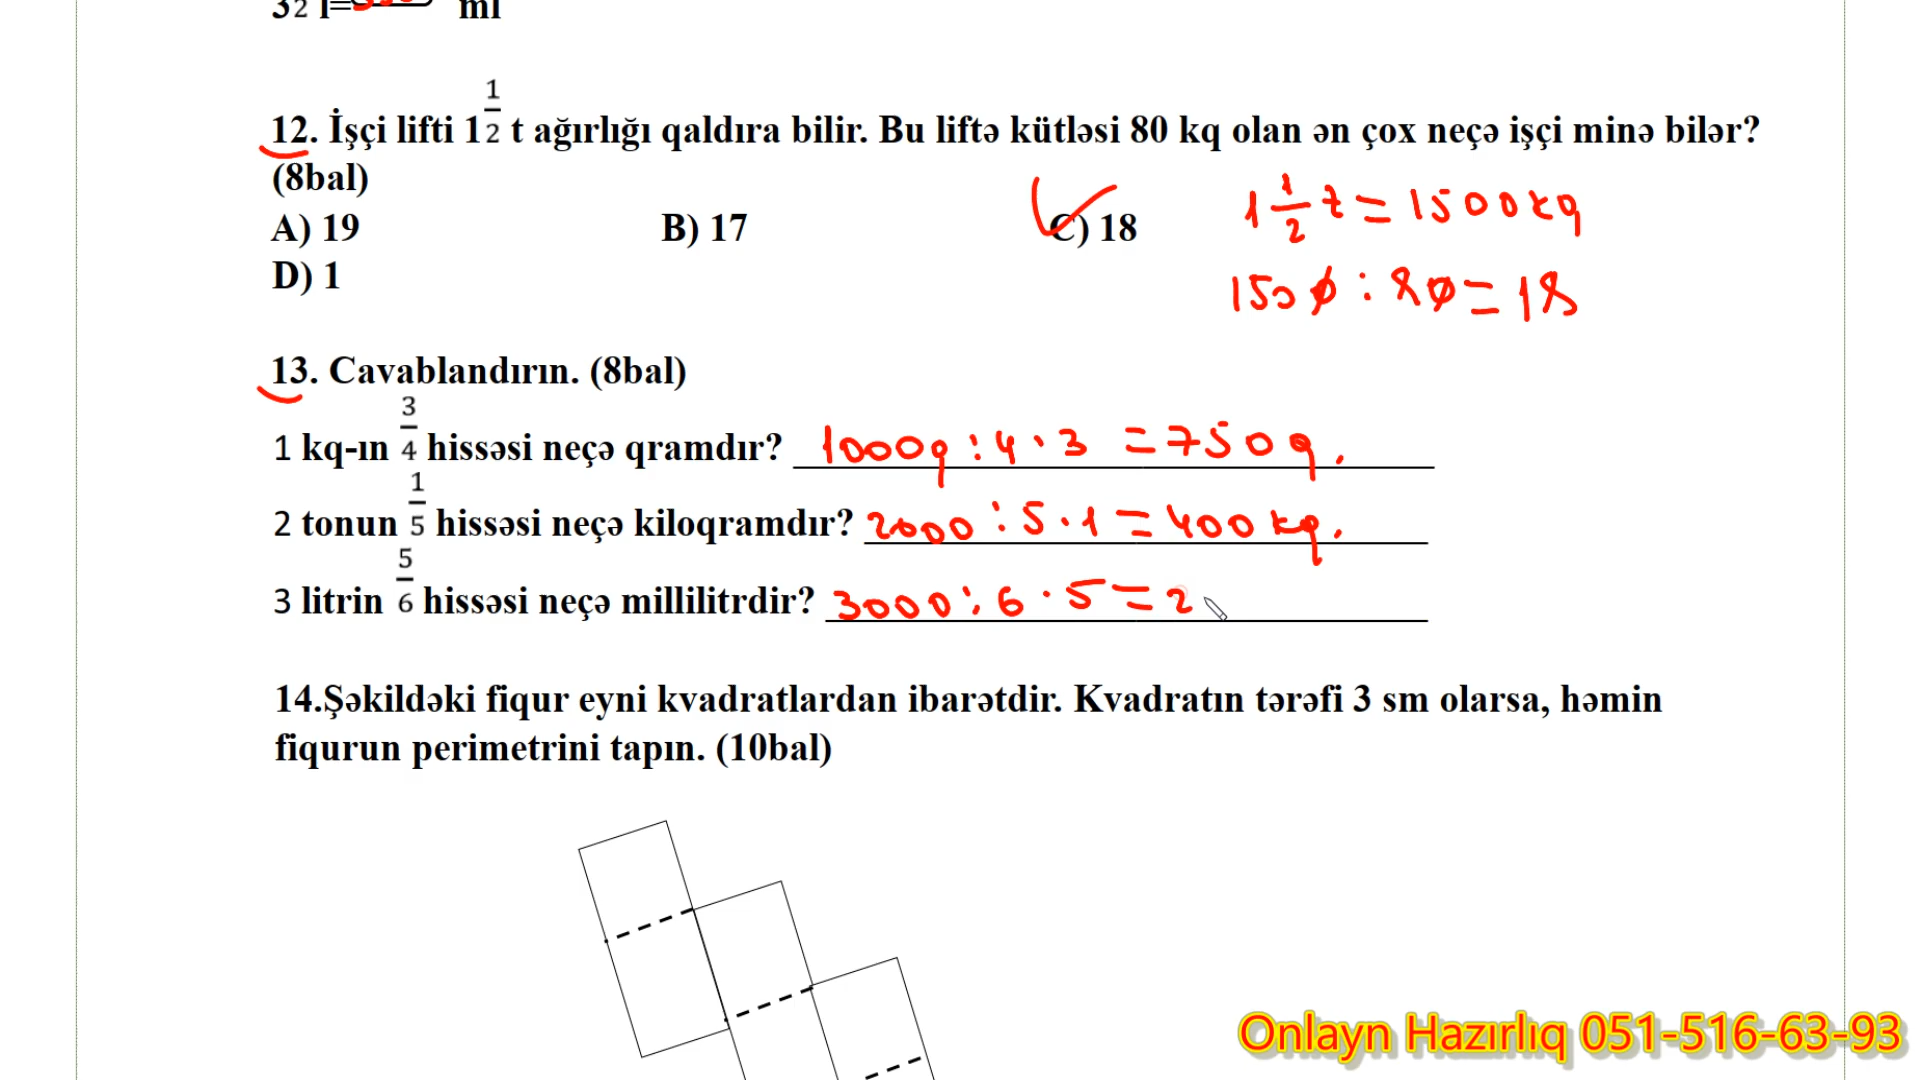 3 1/2 l= ml
12. İşçi lifti 1 1/2 t ağırlığı qaldıra bilir. Bu liftə kütləsi 80 kq olan ən çox neçə işçi minə bilər?
(8bal)
A) 19 B) 17 C) 18
D) 1
1 1/2 t = 1500 kq
1500 : 80 = 18
13. Cavablandırın. (8bal)
1 kq-ın 3/4 hissəsi neçə qramdır? 1000q : 4 · 3 = 750 q.
2 tonun 1/5 hissəsi neçə kiloqramdır? 2000 : 5 · 1 = 400 kq.
3 litrin 5/6 hissəsi neçə millilitrdir? 3000 : 6 · 5 = 2
14.Şəkildəki fiqur eyni kvadratlardan ibarətdir. Kvadratın tərəfi 3 sm olarsa, həmin
fiqurun perimetrini tapın. (10bal)
Onlayn Hazırlıq 051-516-63-93